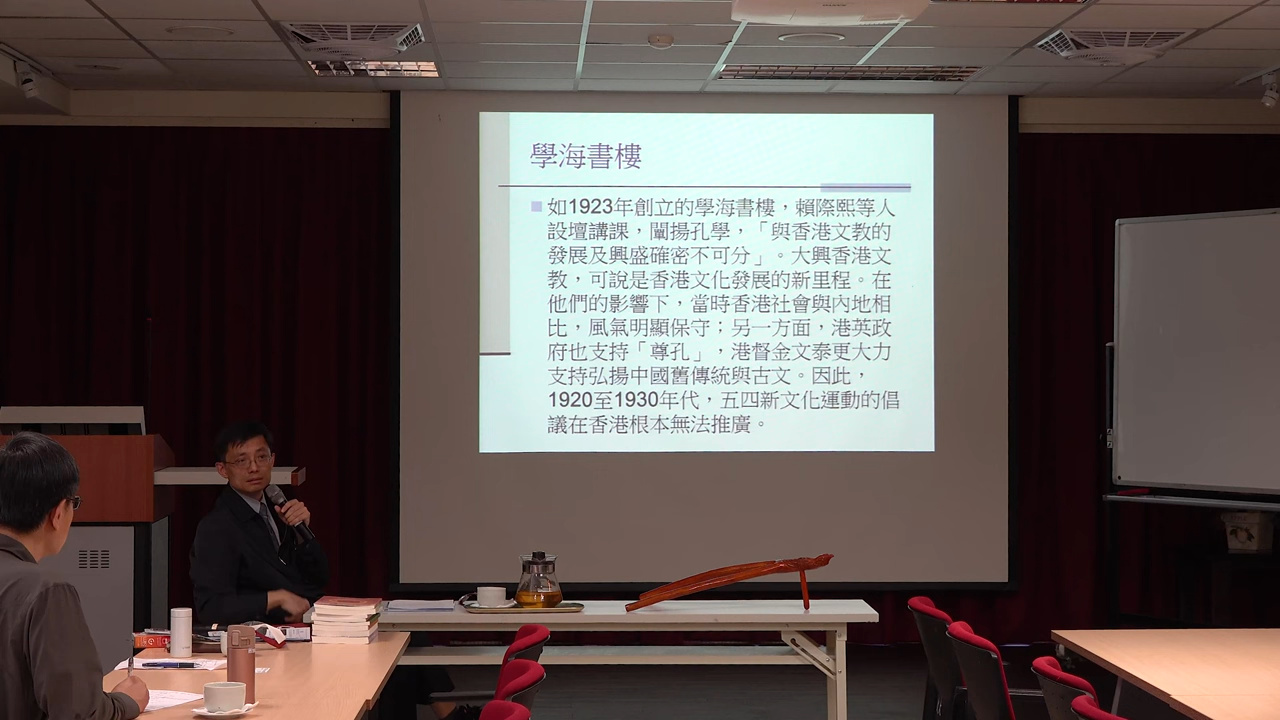 學海書樓
如1923年創立的學海書樓，賴際熙等人
設壇講課，闡揚孔學，「與香港文教的
發展及興盛確密不可分」。大興香港文
教，可說是香港文化發展的新里程。在
他們的影響下，當時香港社會與內地相
比，風氣明顯保守；另一方面，港英政
府也支持「尊孔」，港督金文泰更大力
支持弘揚中國舊傳統與古文。因此，
1920至1930年代，五四新文化運動的倡
議在香港根本無法推廣。